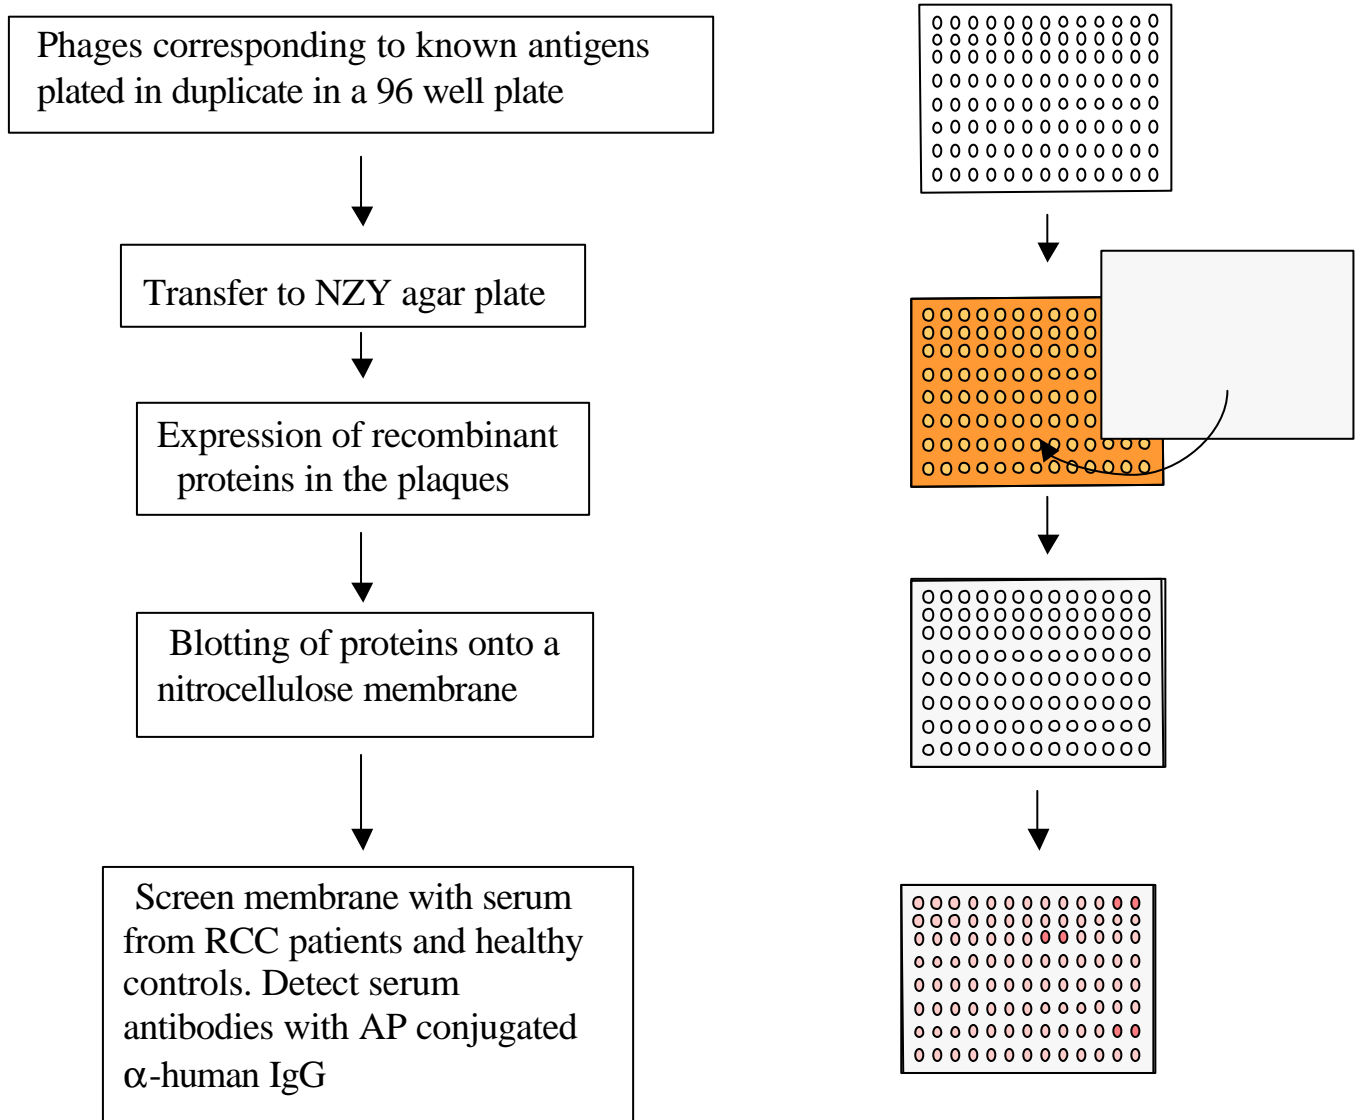 Phages corresponding to known antigens
plated in duplicate in a 96 well plate
Transfer to NZY agar plate
Expression of recombinant
proteins in the plaques
Blotting of proteins onto a
nitrocellulose membrane
Screen membrane with serum
from RCC patients and healthy
controls. Detect serum
antibodies with AP conjugated
α-human IgG